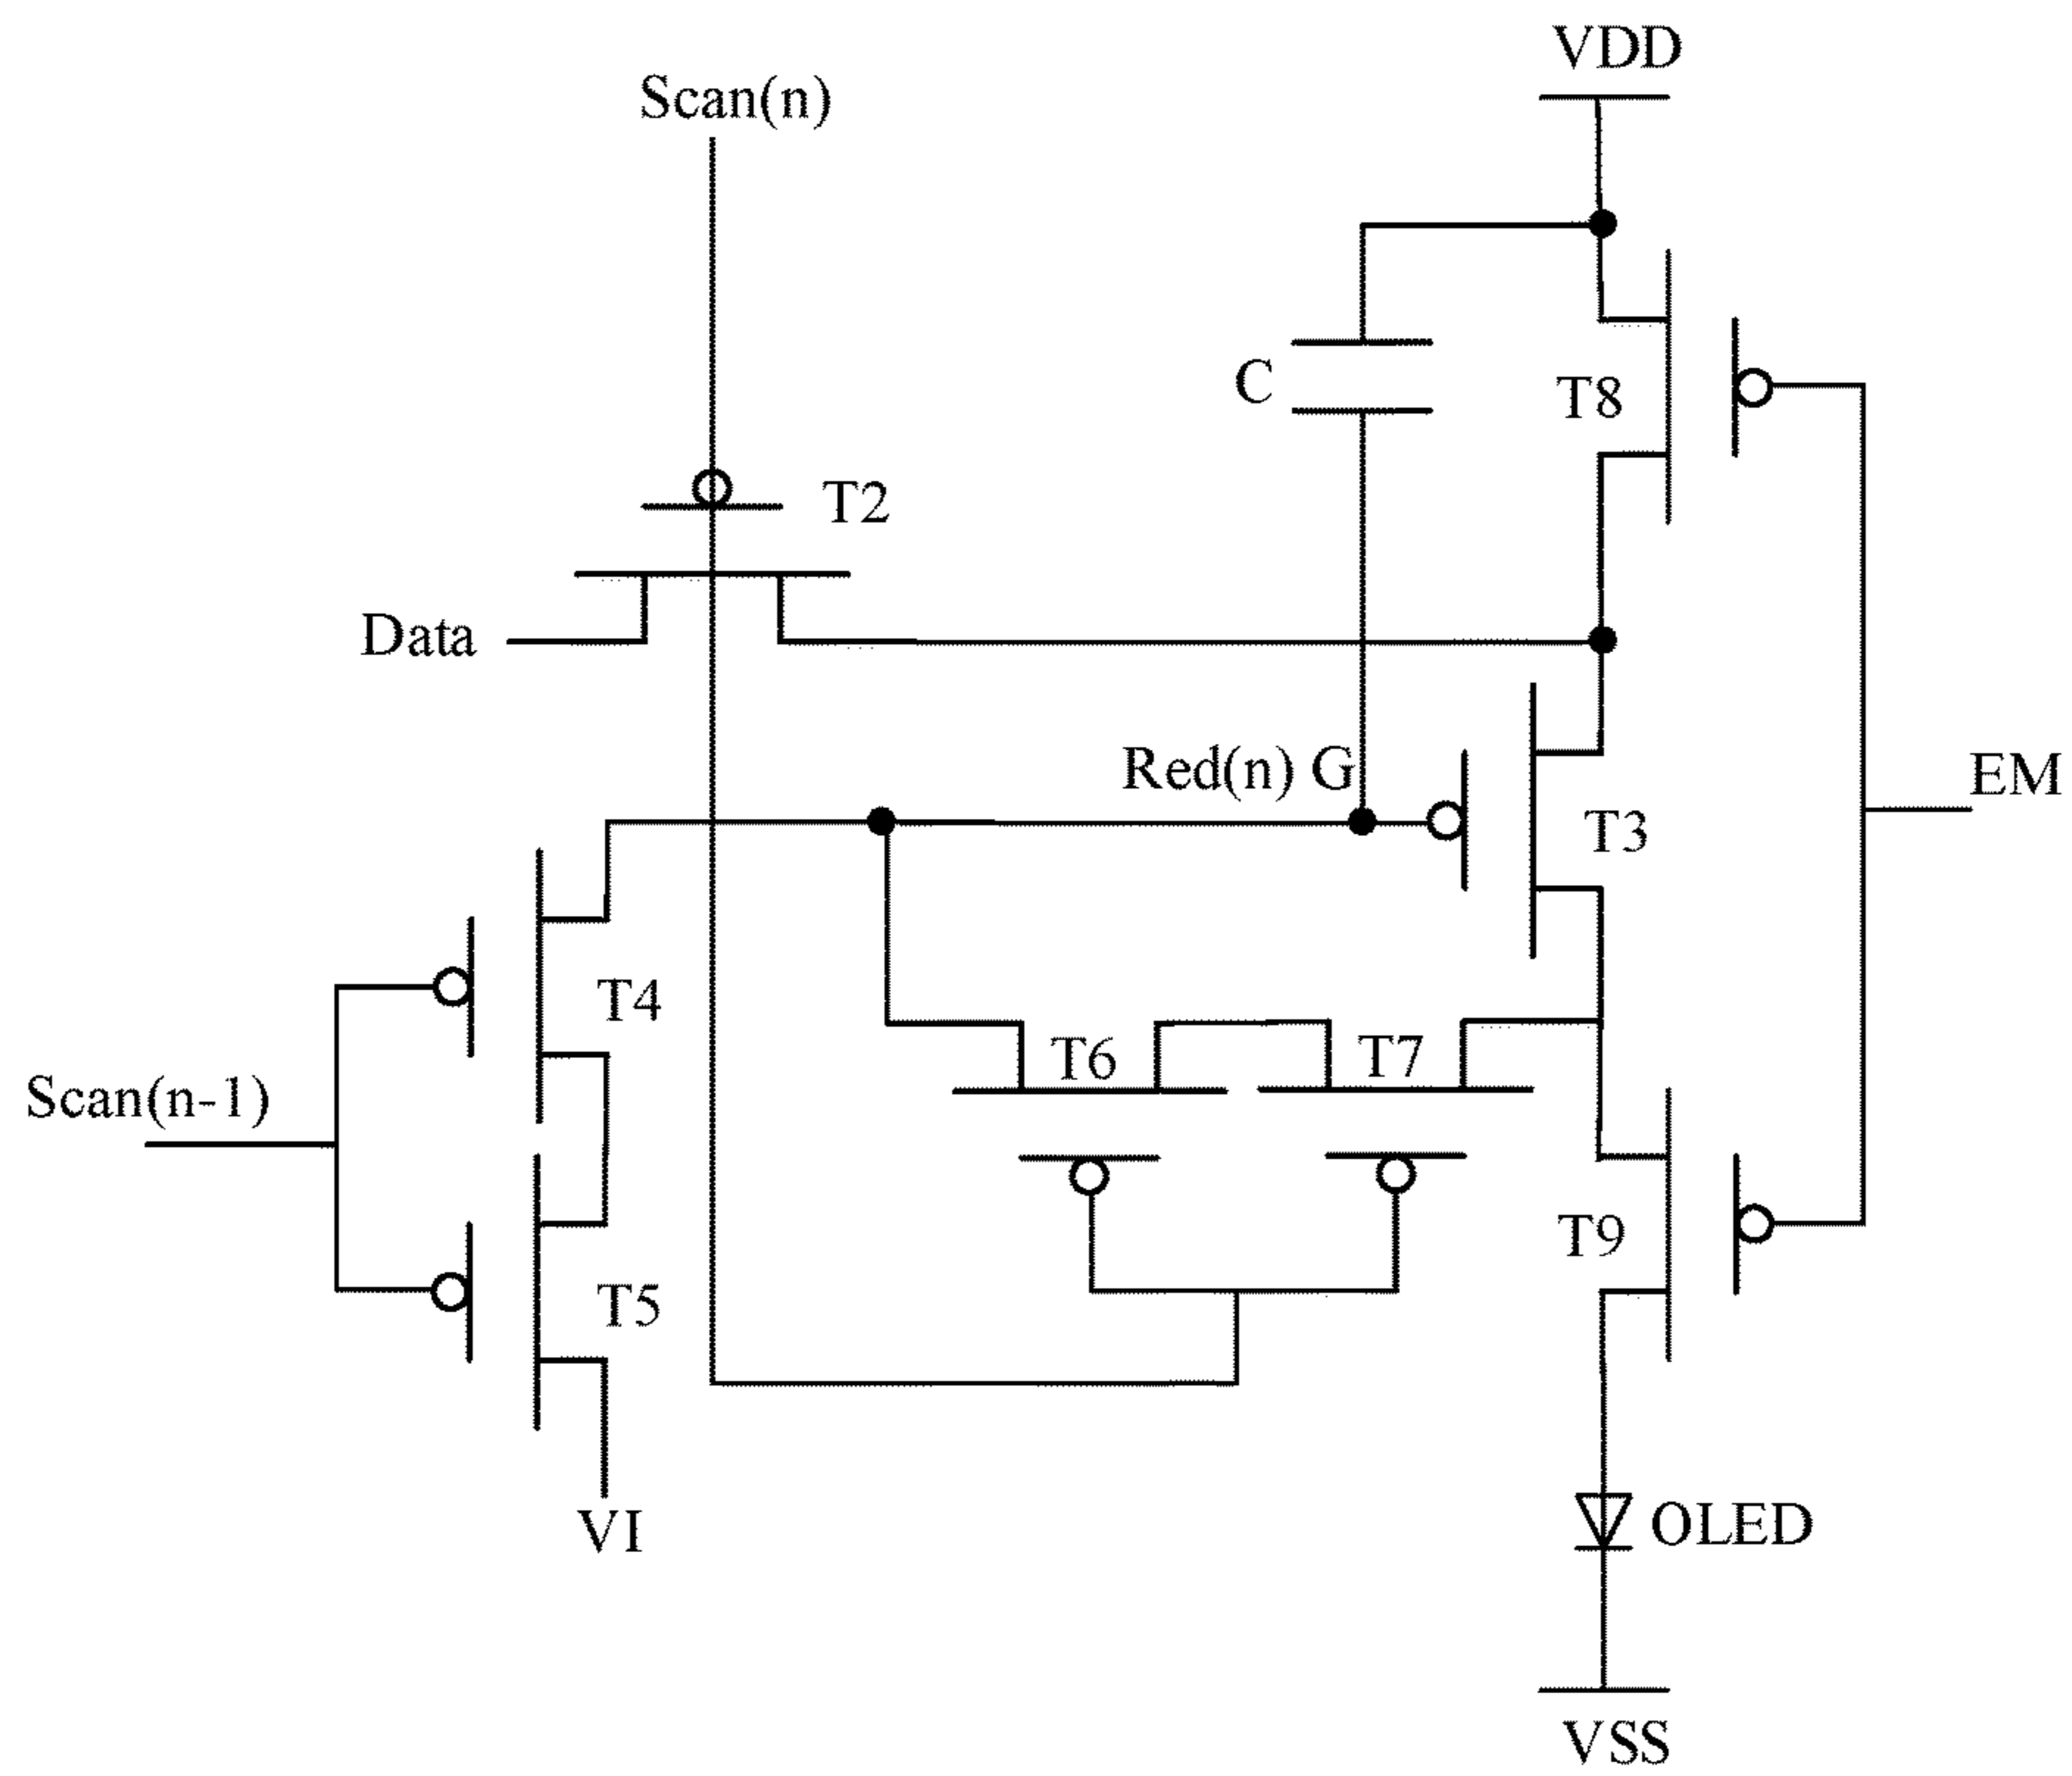 VDD
Scan(n)
C
T8
T2
Data
Red(n) G
EM
T3
T4
T6
T7
Scan(n-1)
T9
T5
VI
OLED
VSS